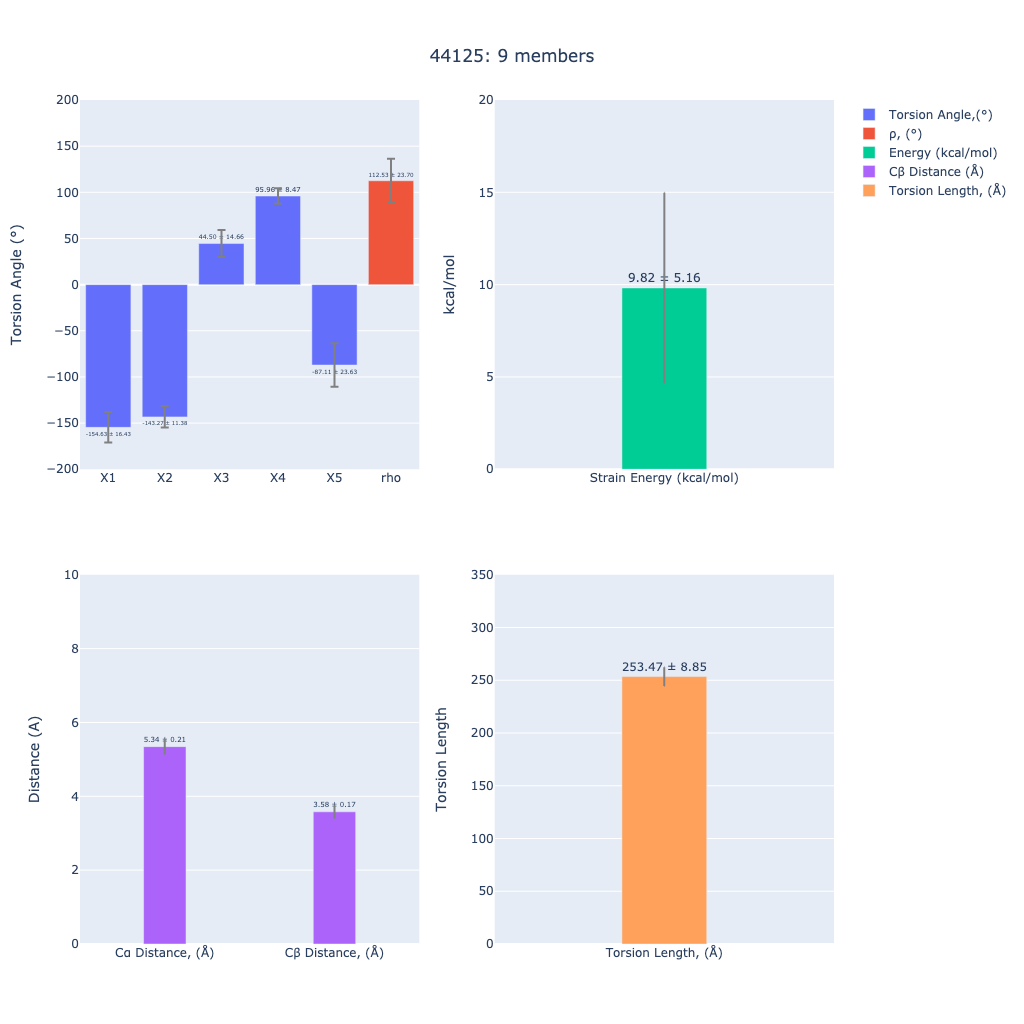 44125: 9 members
Torsion Angle (°)
200
150
100
50
0
−50
−100
−150
−200
-154.63 ± 16.43
-143.27 ± 11.38
44.50 ± 14.66
95.96 ± 8.47
-87.11 ± 23.63
112.53 ± 23.70
X1 X2 X3 X4 X5 rho
kcal/mol
20
15
10
5
0
9.82 ± 5.16
Strain Energy (kcal/mol)
Torsion Angle,(°)
ρ, (°)
Energy (kcal/mol)
Cβ Distance (Å)
Torsion Length, (Å)
Distance (A)
10
8
6
4
2
0
5.34 ± 0.21
3.58 ± 0.17
Cα Distance, (Å) Cβ Distance, (Å)
Torsion Length
350
300
250
200
150
100
50
0
253.47 ± 8.85
Torsion Length, (Å)